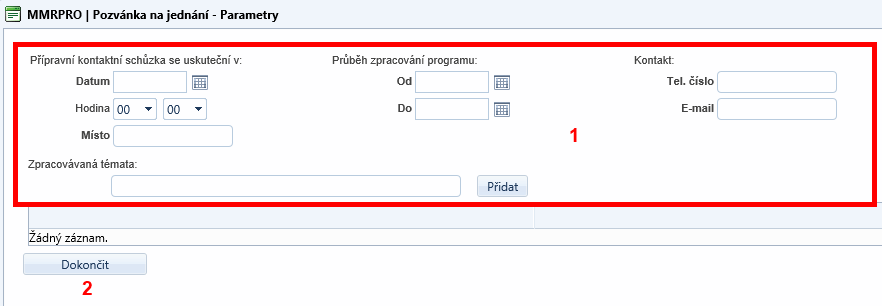 MMRPRO | Pozvánka na jednání - Parametry
Přípravní kontaktní schůzka se uskuteční v: Průběh zpracování programu: Kontakt:
Datum Od Tel. číslo
Hodina 00 00 Do E-mail
Místo 1
Zpracovávaná témata:
Přidat
Žádný záznam.
Dokončit
2